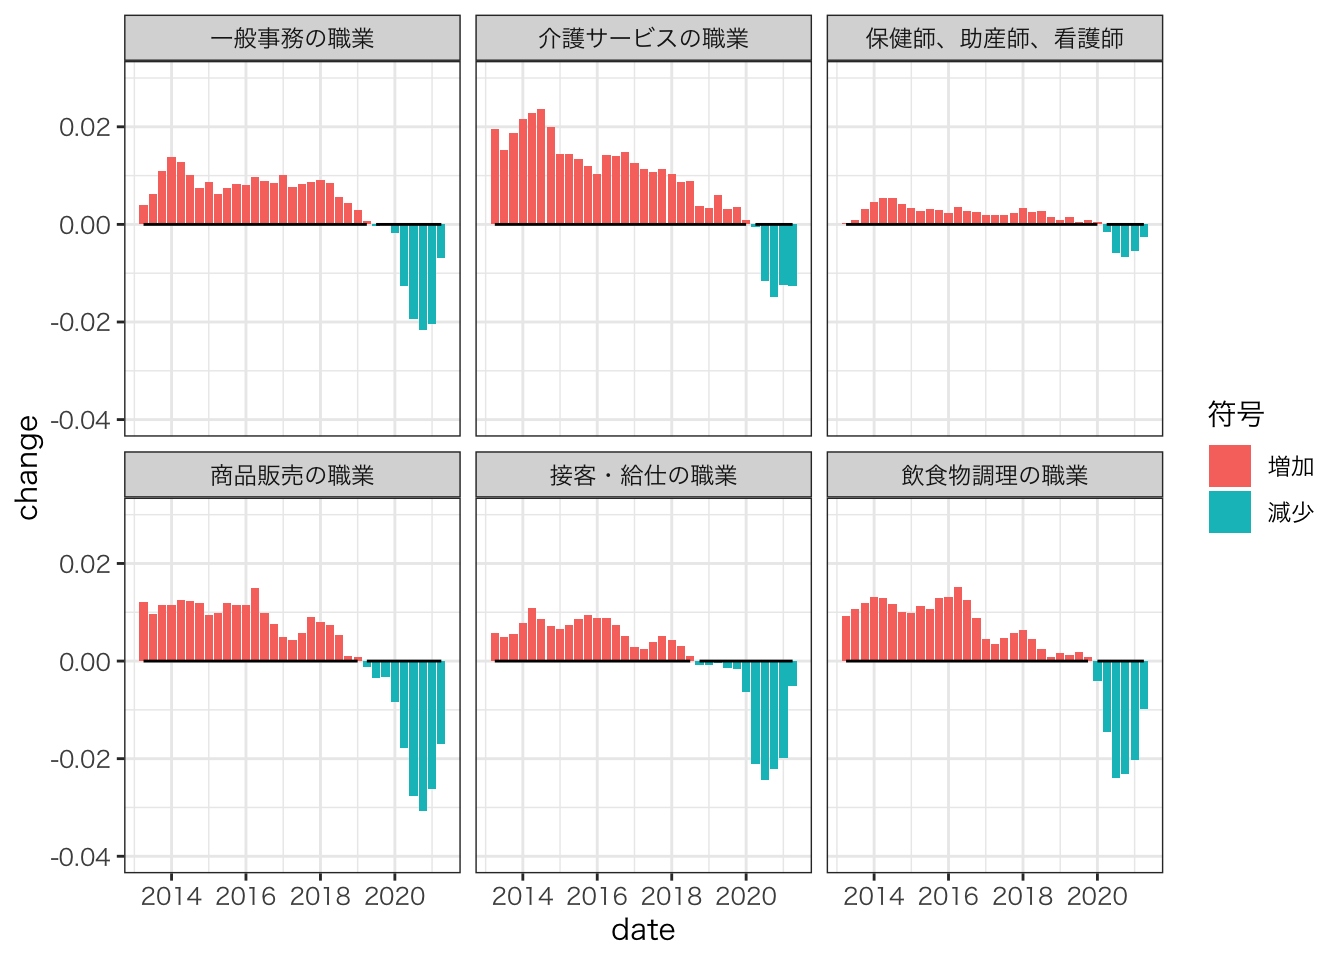 一般事務の職業
介護サービスの職業
保健師、助産師、看護師
0.02
0.00
-0.02
-0.04
商品販売の職業
接客・給仕の職業
飲食物調理の職業
0.02
0.00
-0.02
-0.04
2014 2016 2018 2020
2014 2016 2018 2020
2014 2016 2018 2020
date
change
符号
増加
減少